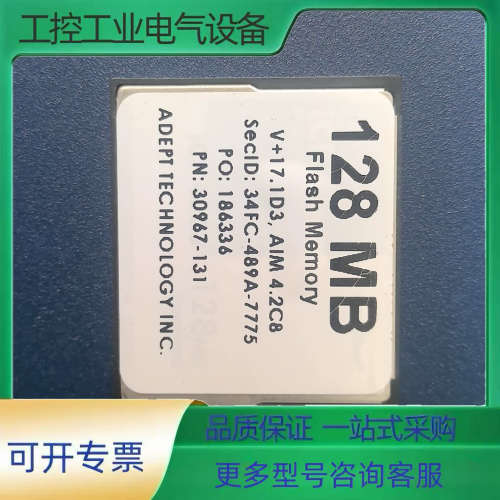 工控工业电气设备
128 MB
Flash Memory
V+17.1D3, AIM 4.2C8
SecID: 34FC-489A-7775
PO: 186336
PN: 30967-131
ADEPT TECHNOLOGY INC.
可开专票
品质保证 一站式采购
更多型号咨询客服